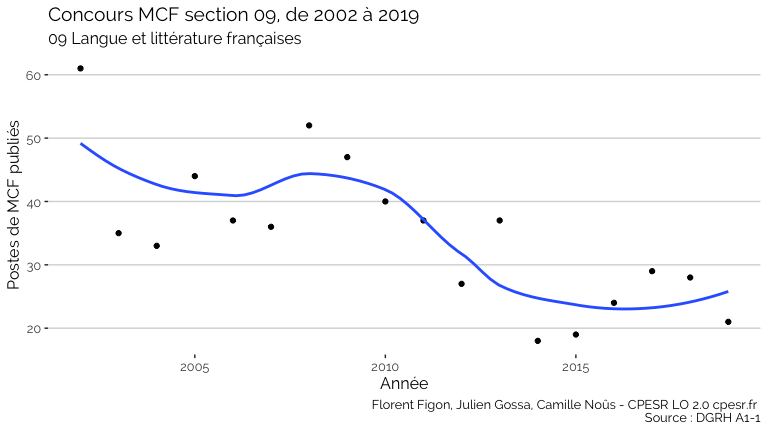 Concours MCF section 09, de 2002 à 2019
09 Langue et littérature françaises
Postes de MCF publiés
60
50
40
30
20
2005
2010
2015
Année
Florent Figon, Julien Gossa, Camille Noûs - CPESR LO 2.0 cpesr.fr
Source : DGRH A1-1